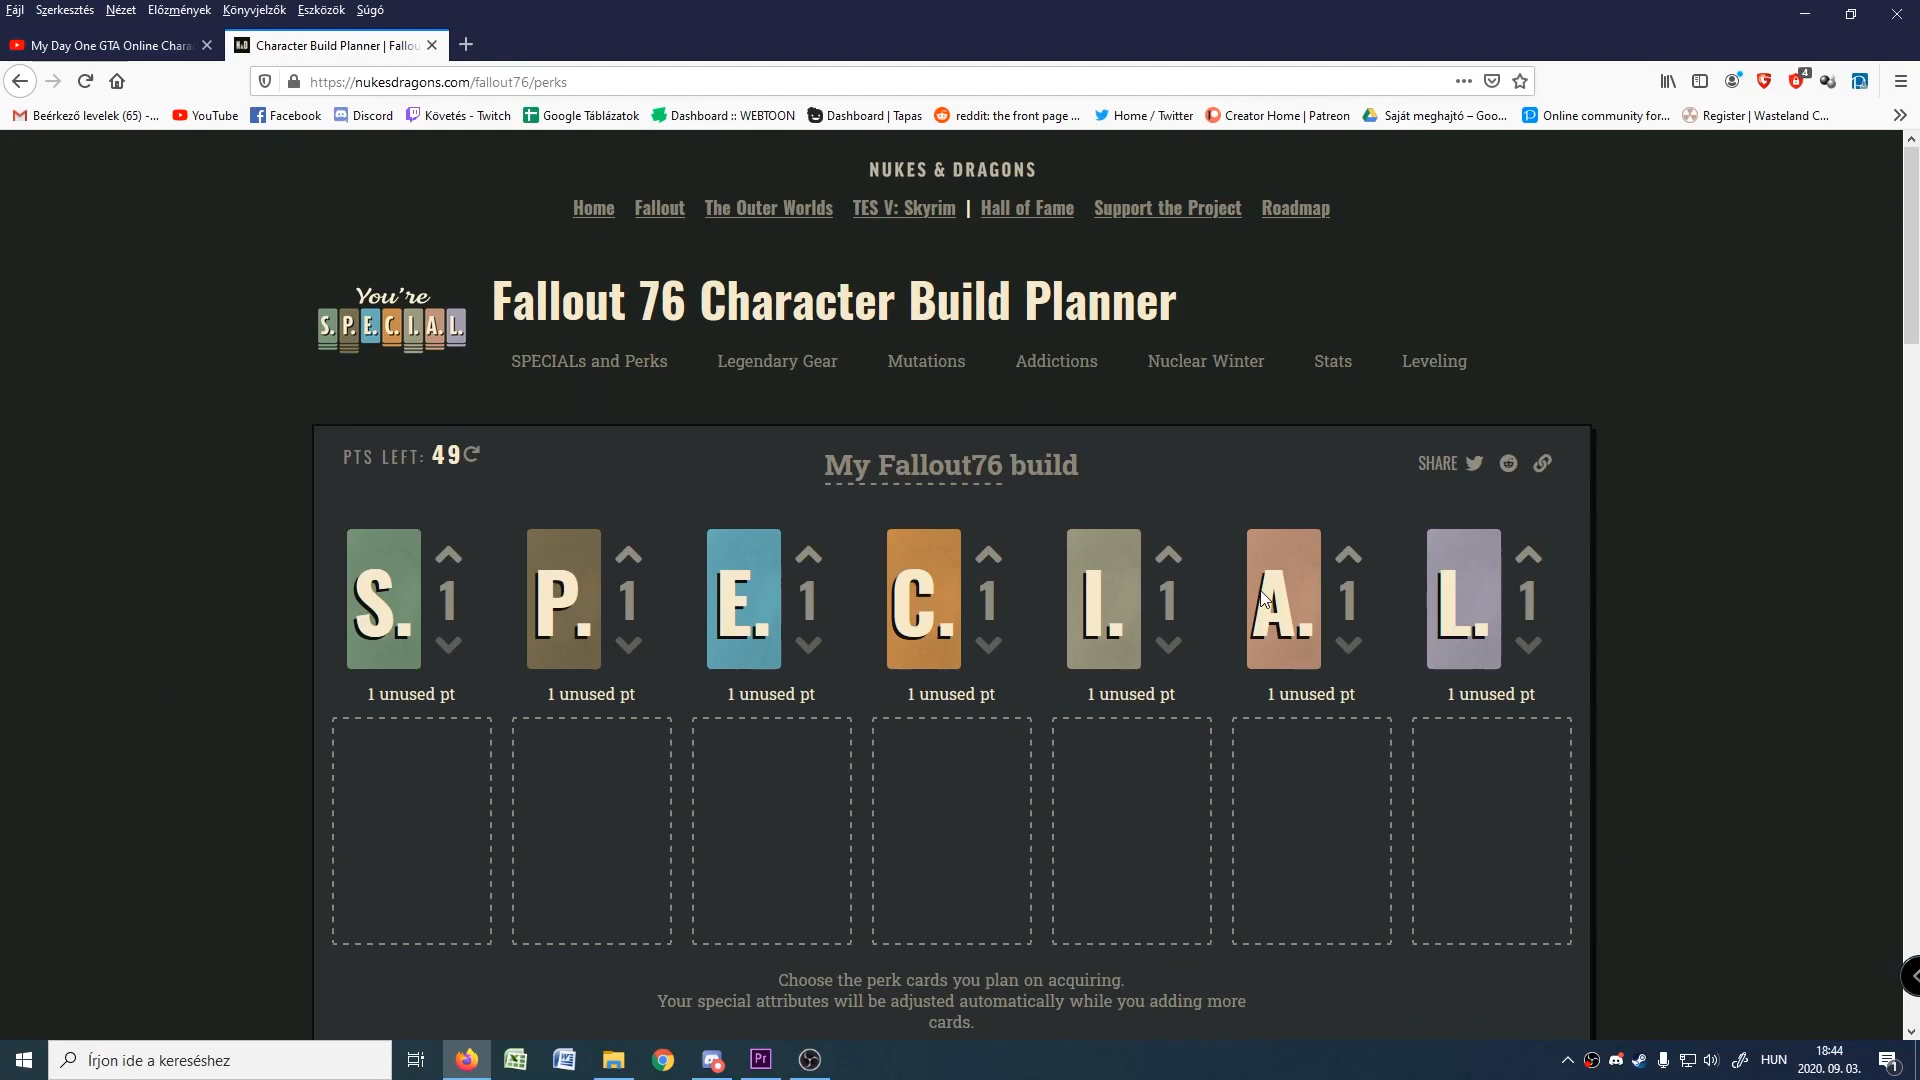 Fájl Szerkesztés Nézet Előzmények Könyvjelzők Eszközök Súgó
My Day One GTA Online Chara
Character Build Planner | Fallou
https://nukesdragons.com/fallout76/perks
4
Beérkező levelek (65) -... YouTube Facebook Discord Követés - Twitch Google Táblázatok Dashboard :: WEBTOON Dashboard | Tapas reddit: the front page ... Home / Twitter Creator Home | Patreon Saját meghajtó – Goo... Online community for... Register | Wasteland C...
NUKES & DRAGONS
Home Fallout The Outer Worlds TES V: Skyrim | Hall of Fame Support the Project Roadmap
You're
S. P. E. C. I. A. L.
Fallout 76 Character Build Planner
SPECIALs and Perks Legendary Gear Mutations Addictions Nuclear Winter Stats Leveling
PTS LEFT: 49
My Fallout76 build
SHARE
S. 1 P. 1 E. 1 C. 1 I. 1 A. 1 L. 1
1 unused pt 1 unused pt 1 unused pt 1 unused pt 1 unused pt 1 unused pt 1 unused pt
Choose the perk cards you plan on acquiring.
Your special attributes will be adjusted automatically while you adding more
cards.
Írjon ide a kereséshez
Pr
HUN
18:44
2020. 09. 03.
1